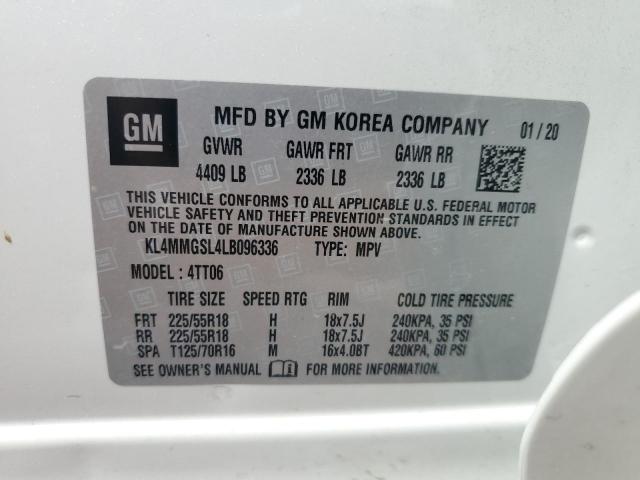 GM MFD BY GM KOREA COMPANY 01 / 20
GVWR GAWR FRT GAWR RR
4409 LB 2336 LB 2336 LB
THIS VEHICLE CONFORMS TO ALL APPLICABLE U.S. FEDERAL MOTOR
VEHICLE SAFETY AND THEFT PREVENTION STANDARDS IN EFFECT
ON THE DATE OF MANUFACTURE SHOWN ABOVE.
KL4MMGSL4LB096336 TYPE: MPV
MODEL : 4TT06
TIRE SIZE SPEED RTG RIM COLD TIRE PRESSURE
FRT 225/55R18 H 18x7.5J 240KPA, 35 PSI
RR 225/55R18 H 18x7.5J 240KPA, 35 PSI
SPA T125/70R16 M 16x4.0BT 420KPA, 60 PSI
SEE OWNER'S MANUAL FOR MORE INFORMATION.